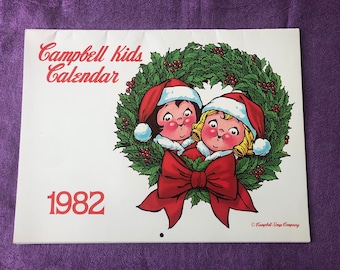 Campbell Kids
Calendar
1982
© Campbell Soup Company